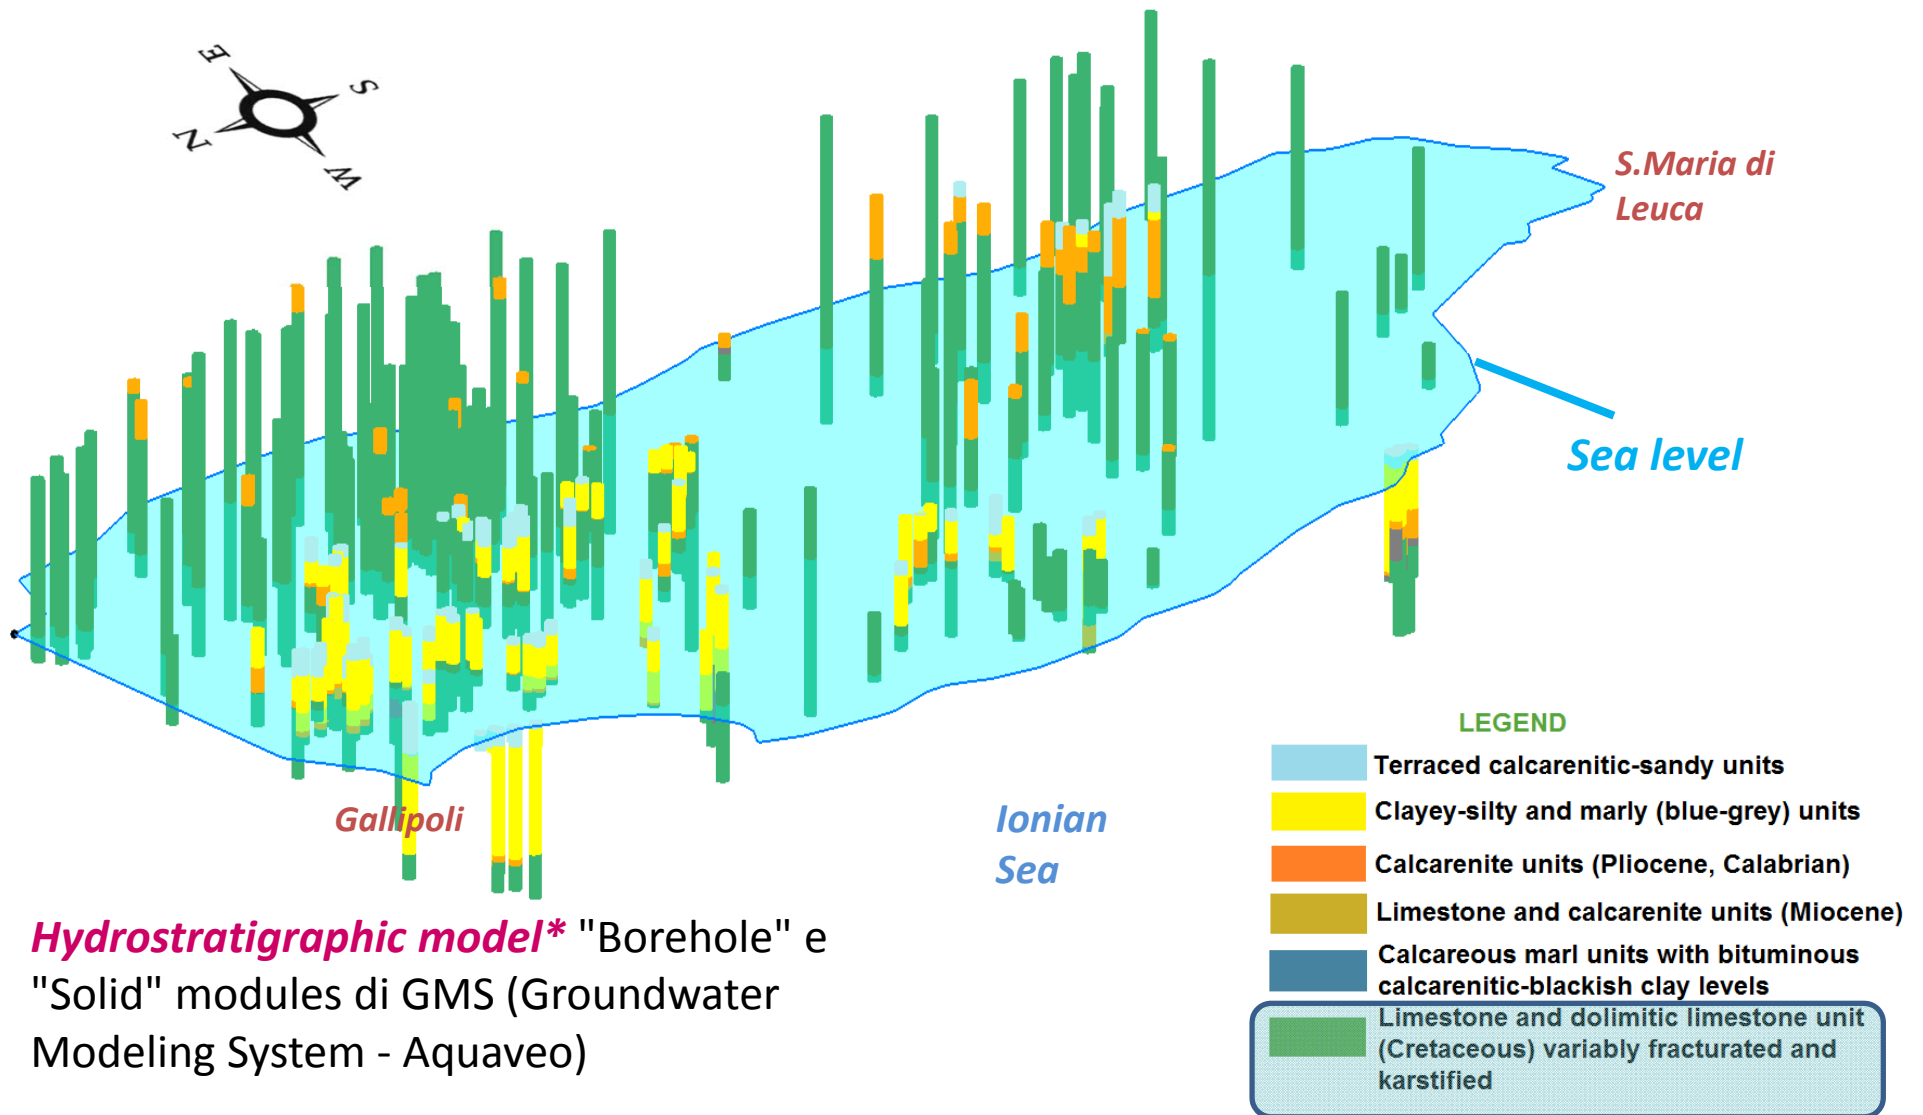 E
S
N
W
S.Maria di
Leuca
Sea level
Gallipoli
Ionian
Sea
LEGEND
Terraced calcarenitic-sandy units
Clayey-silty and marly (blue-grey) units
Calcarenite units (Pliocene, Calabrian)
Limestone and calcarenite units (Miocene)
Calcareous marl units with bituminous
calcarenitic-blackish clay levels
Limestone and dolimitic limestone unit
(Cretaceous) variably fracturated and
karstified
Hydrostratigraphic model* "Borehole" e
"Solid" modules di GMS (Groundwater
Modeling System - Aquaveo)